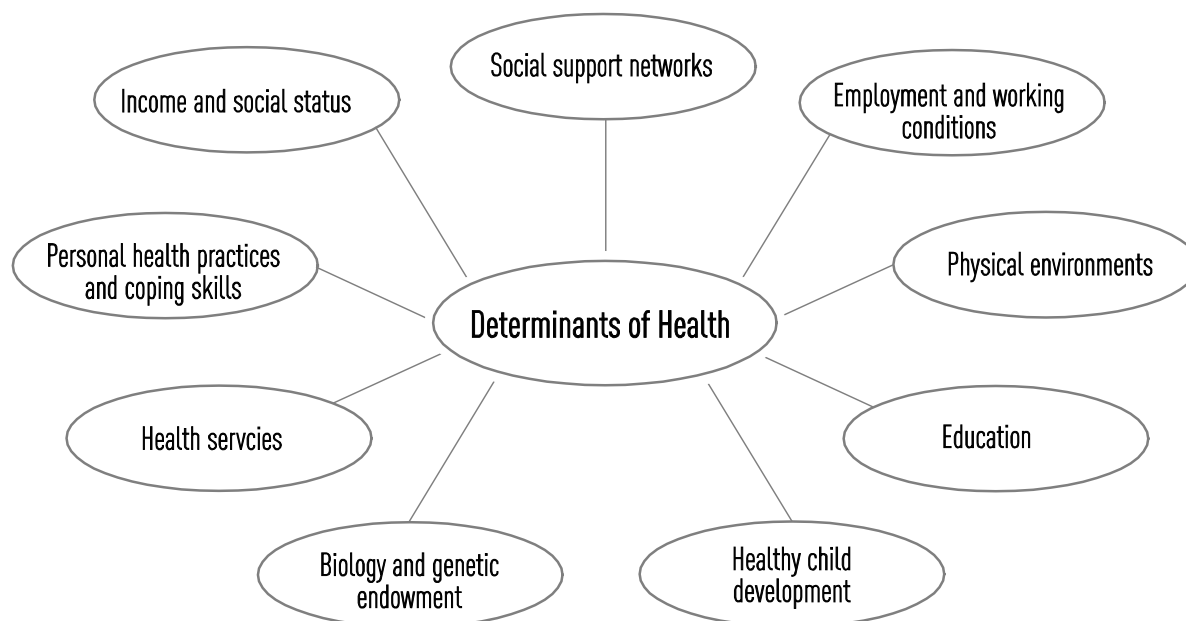 Social support networks
Income and social status
Employment and working
conditions
Personal health practices
and coping skills
Physical environments
Determinants of Health
Health servcies
Education
Biology and genetic
endowment
Healthy child
development